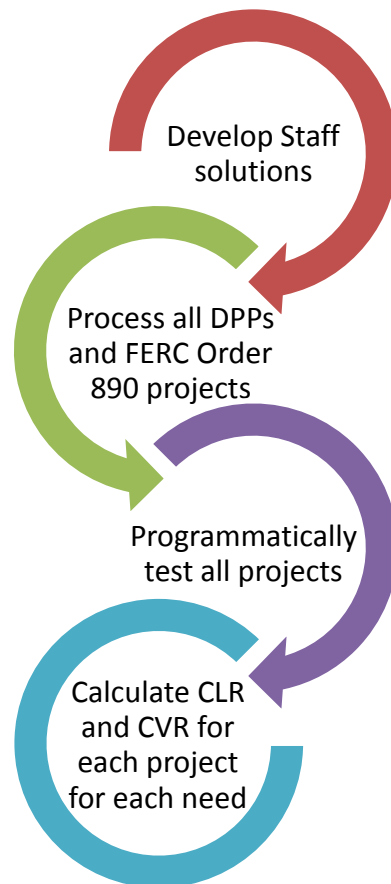 Develop Staff
solutions
Process all DPPs
and FERC Order
890 projects
Programmatically
test all projects
Calculate CLR
and CVR for
each project
for each need